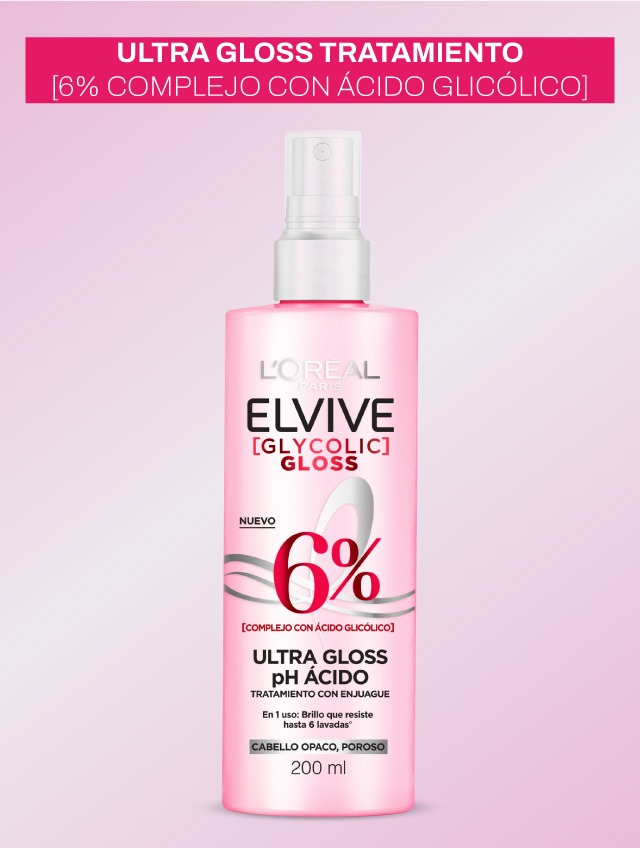 ULTRA GLOSS TRATAMIENTO
[6% COMPLEJO CON ÁCIDO GLICÓLICO]
L'ORÉAL
PARIS
ELVIVE
[GLYCOLIC]
GLOSS
NUEVO
6%
[COMPLEJO CON ÁCIDO GLICÓLICO]
ULTRA GLOSS
pH ÁCIDO
TRATAMIENTO CON ENJUAGUE
En 1 uso: Brillo que resiste
hasta 6 lavadas°
CABELLO OPACO, POROSO
200 ml